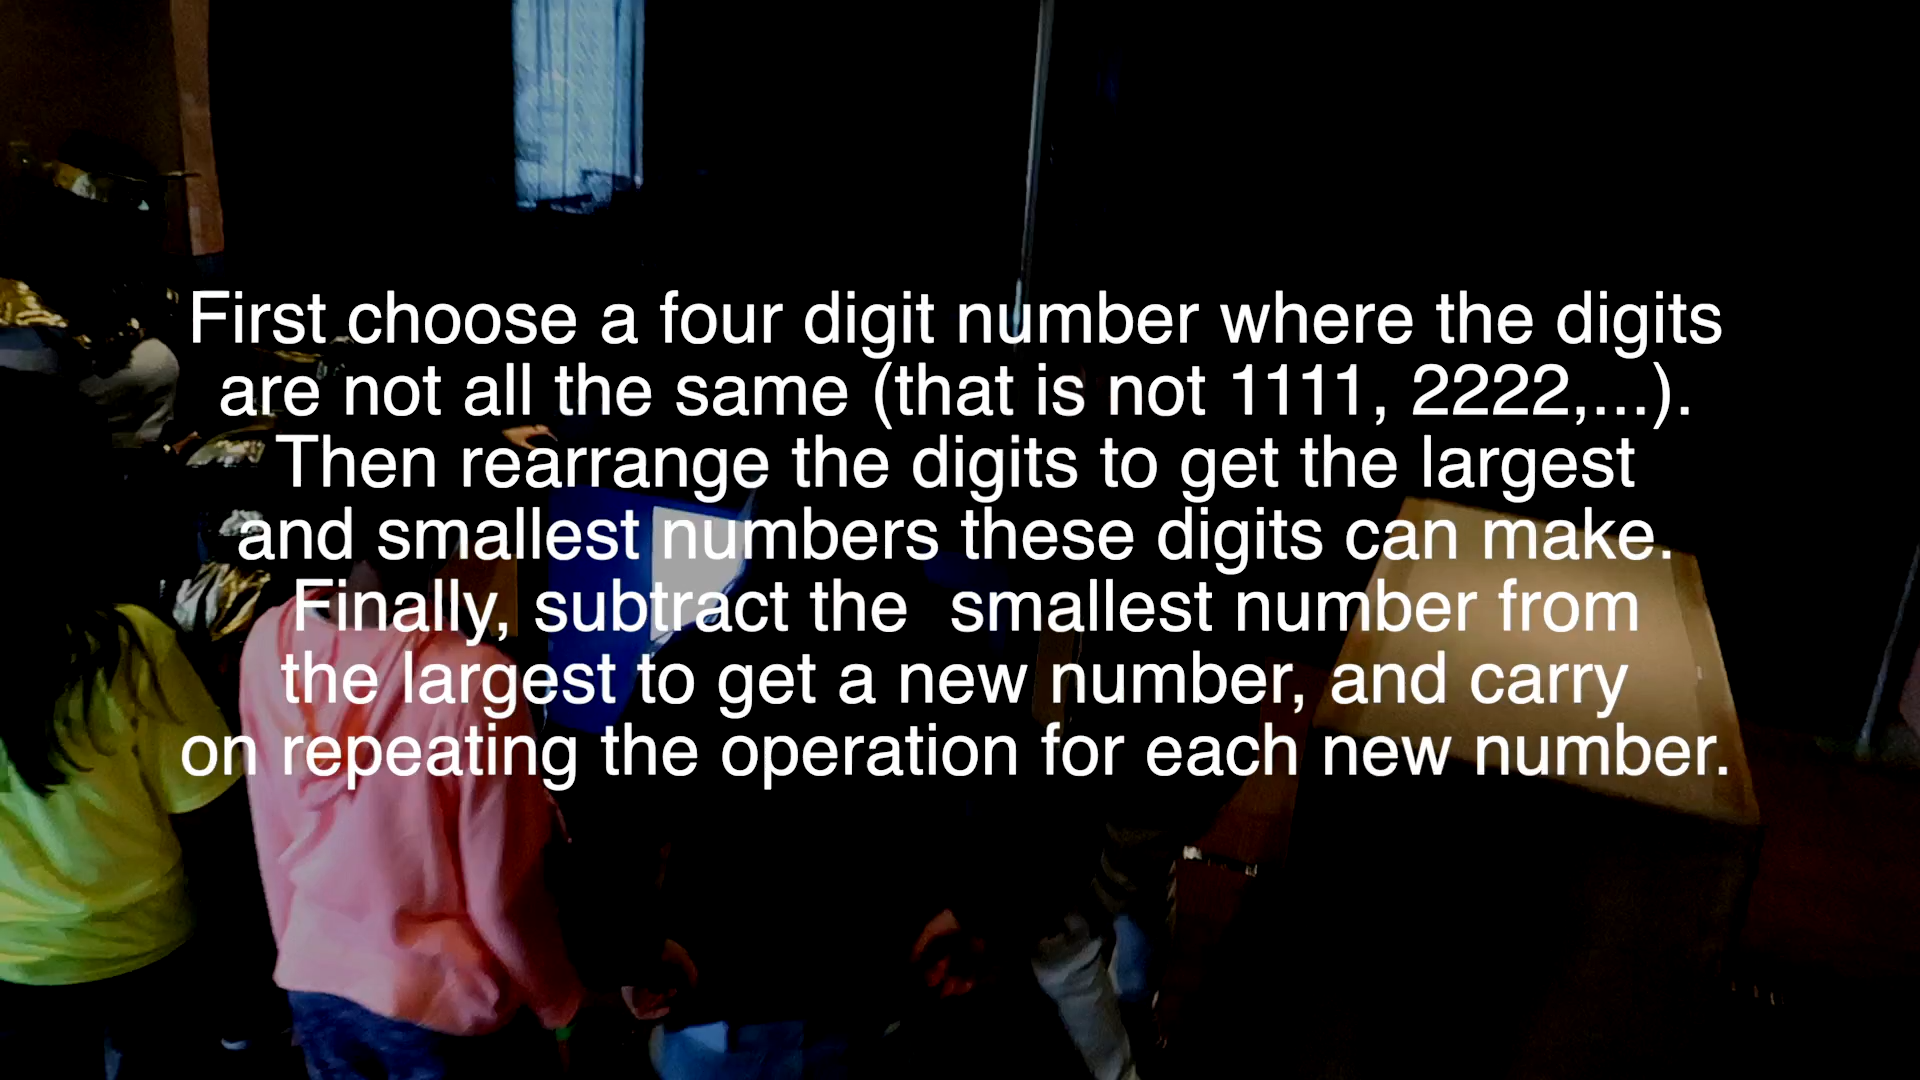 First choose a four digit number where the digits
are not all the same (that is not 1111, 2222,...).
Then rearrange the digits to get the largest
and smallest numbers these digits can make.
Finally, subtract the  smallest number from
the largest to get a new number, and carry
on repeating the operation for each new number.